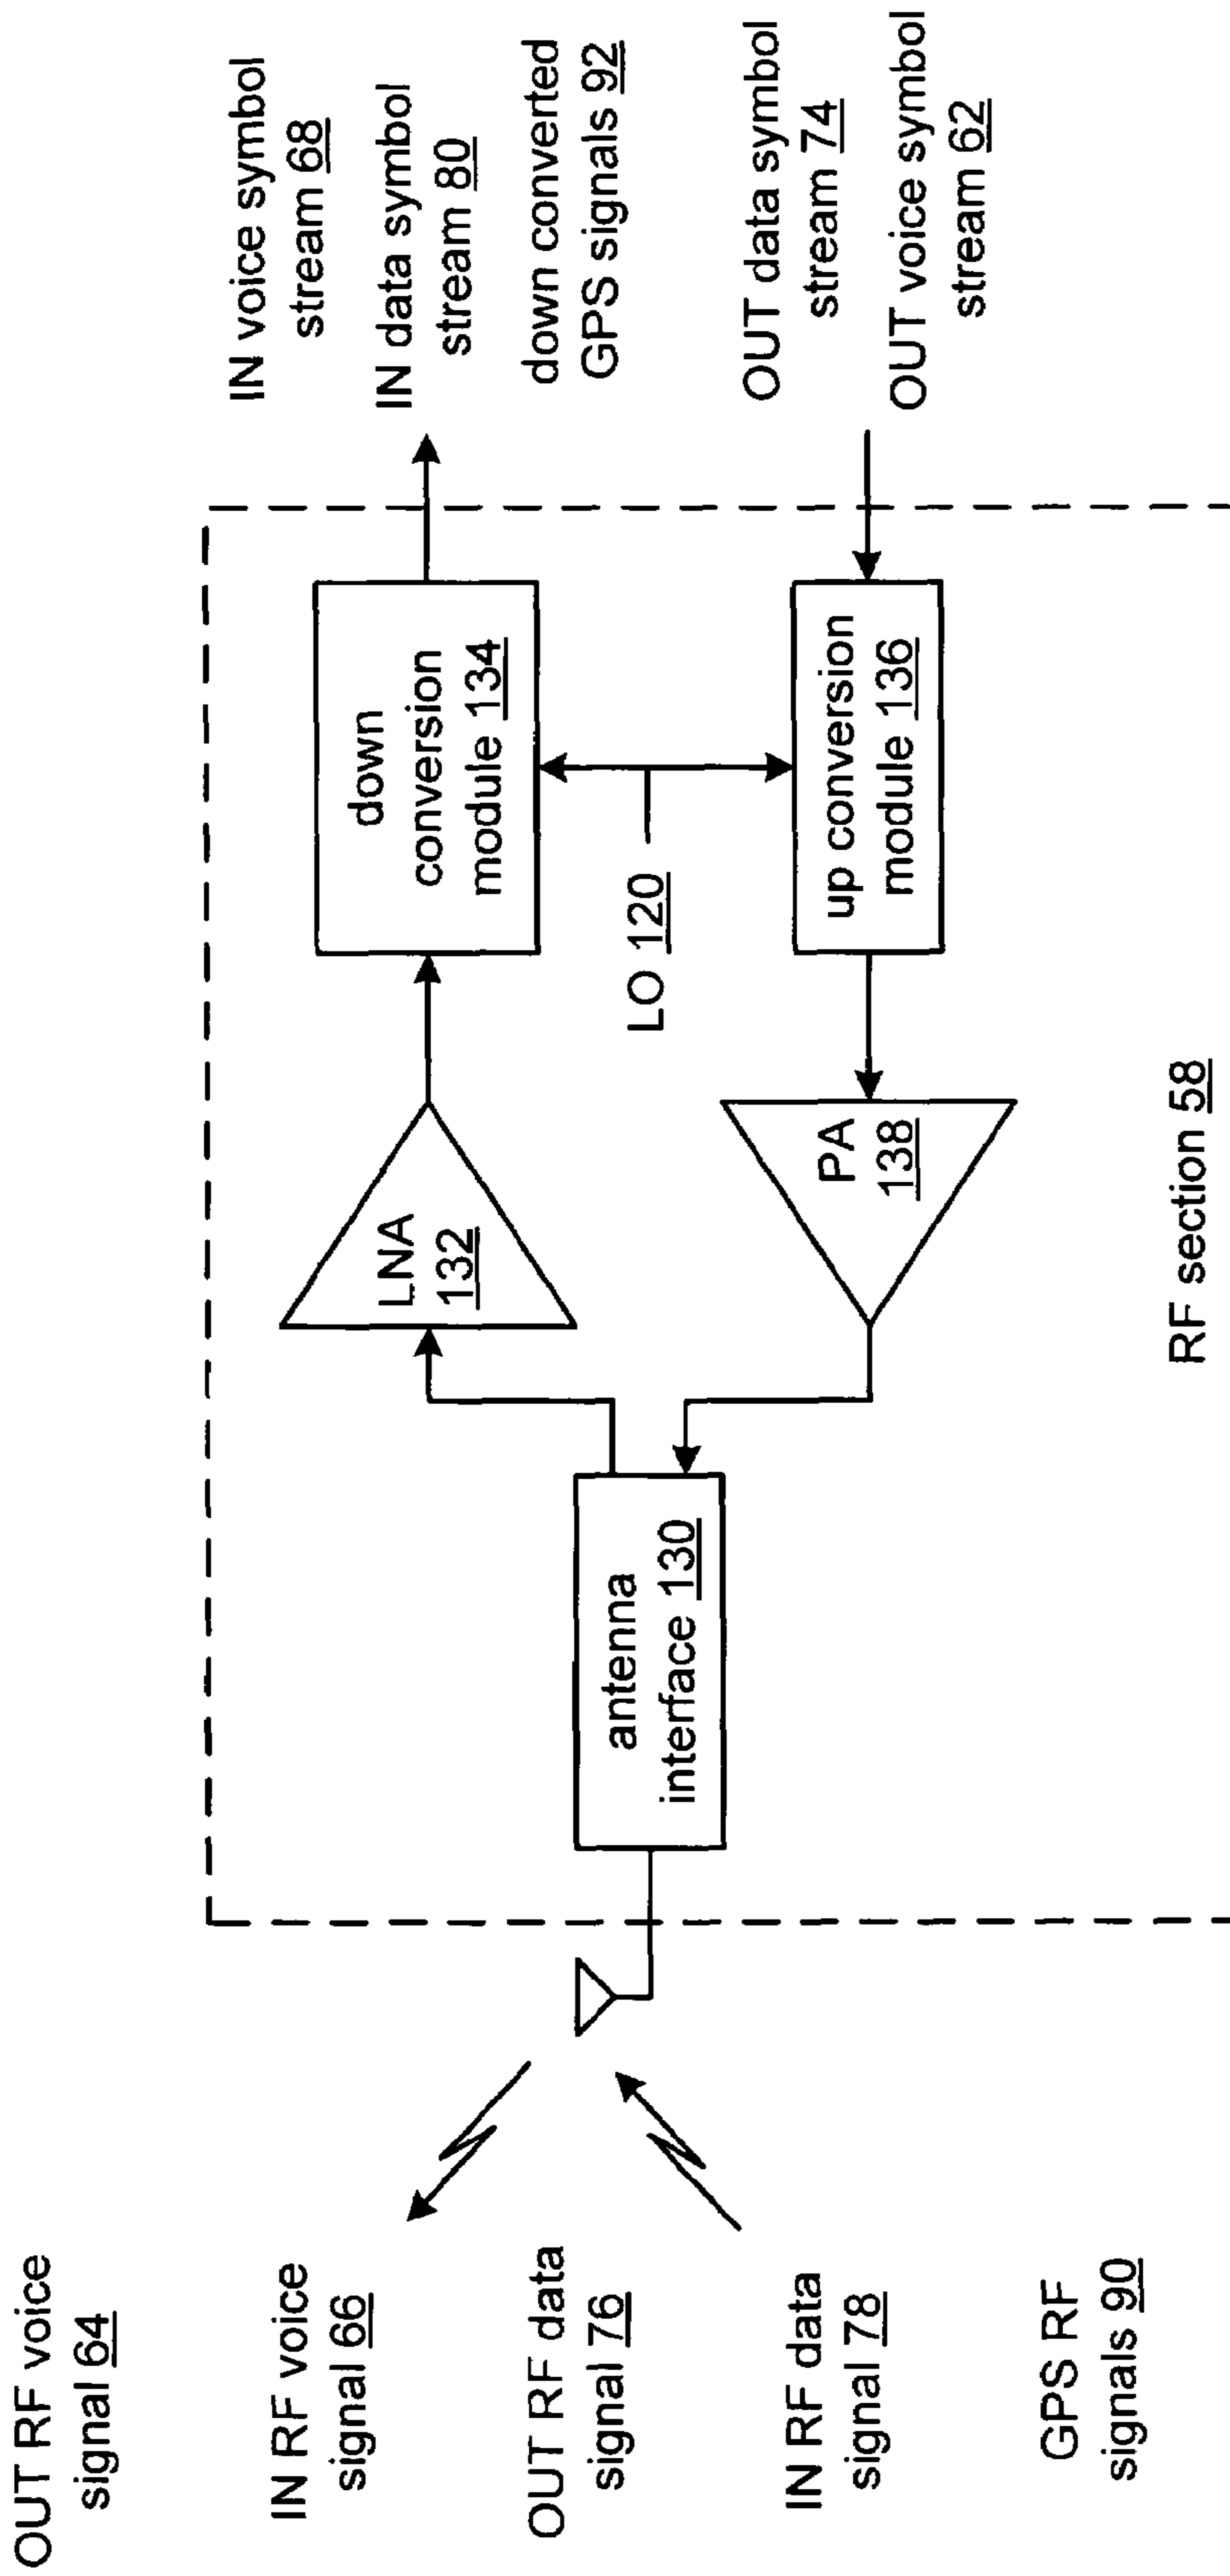 OUT RF voice
signal 64
IN RF voice
signal 66
OUT RF data
signal 76
IN RF data
signal 78
GPS RF
signals 90
antenna
interface 130
LNA
132
PA
138
LO 120
down
conversion
module 134
up conversion
module 136
RF section 58
IN voice symbol
stream 68
IN data symbol
stream 80
down converted
GPS signals 92
OUT data symbol
stream 74
OUT voice symbol
stream 62